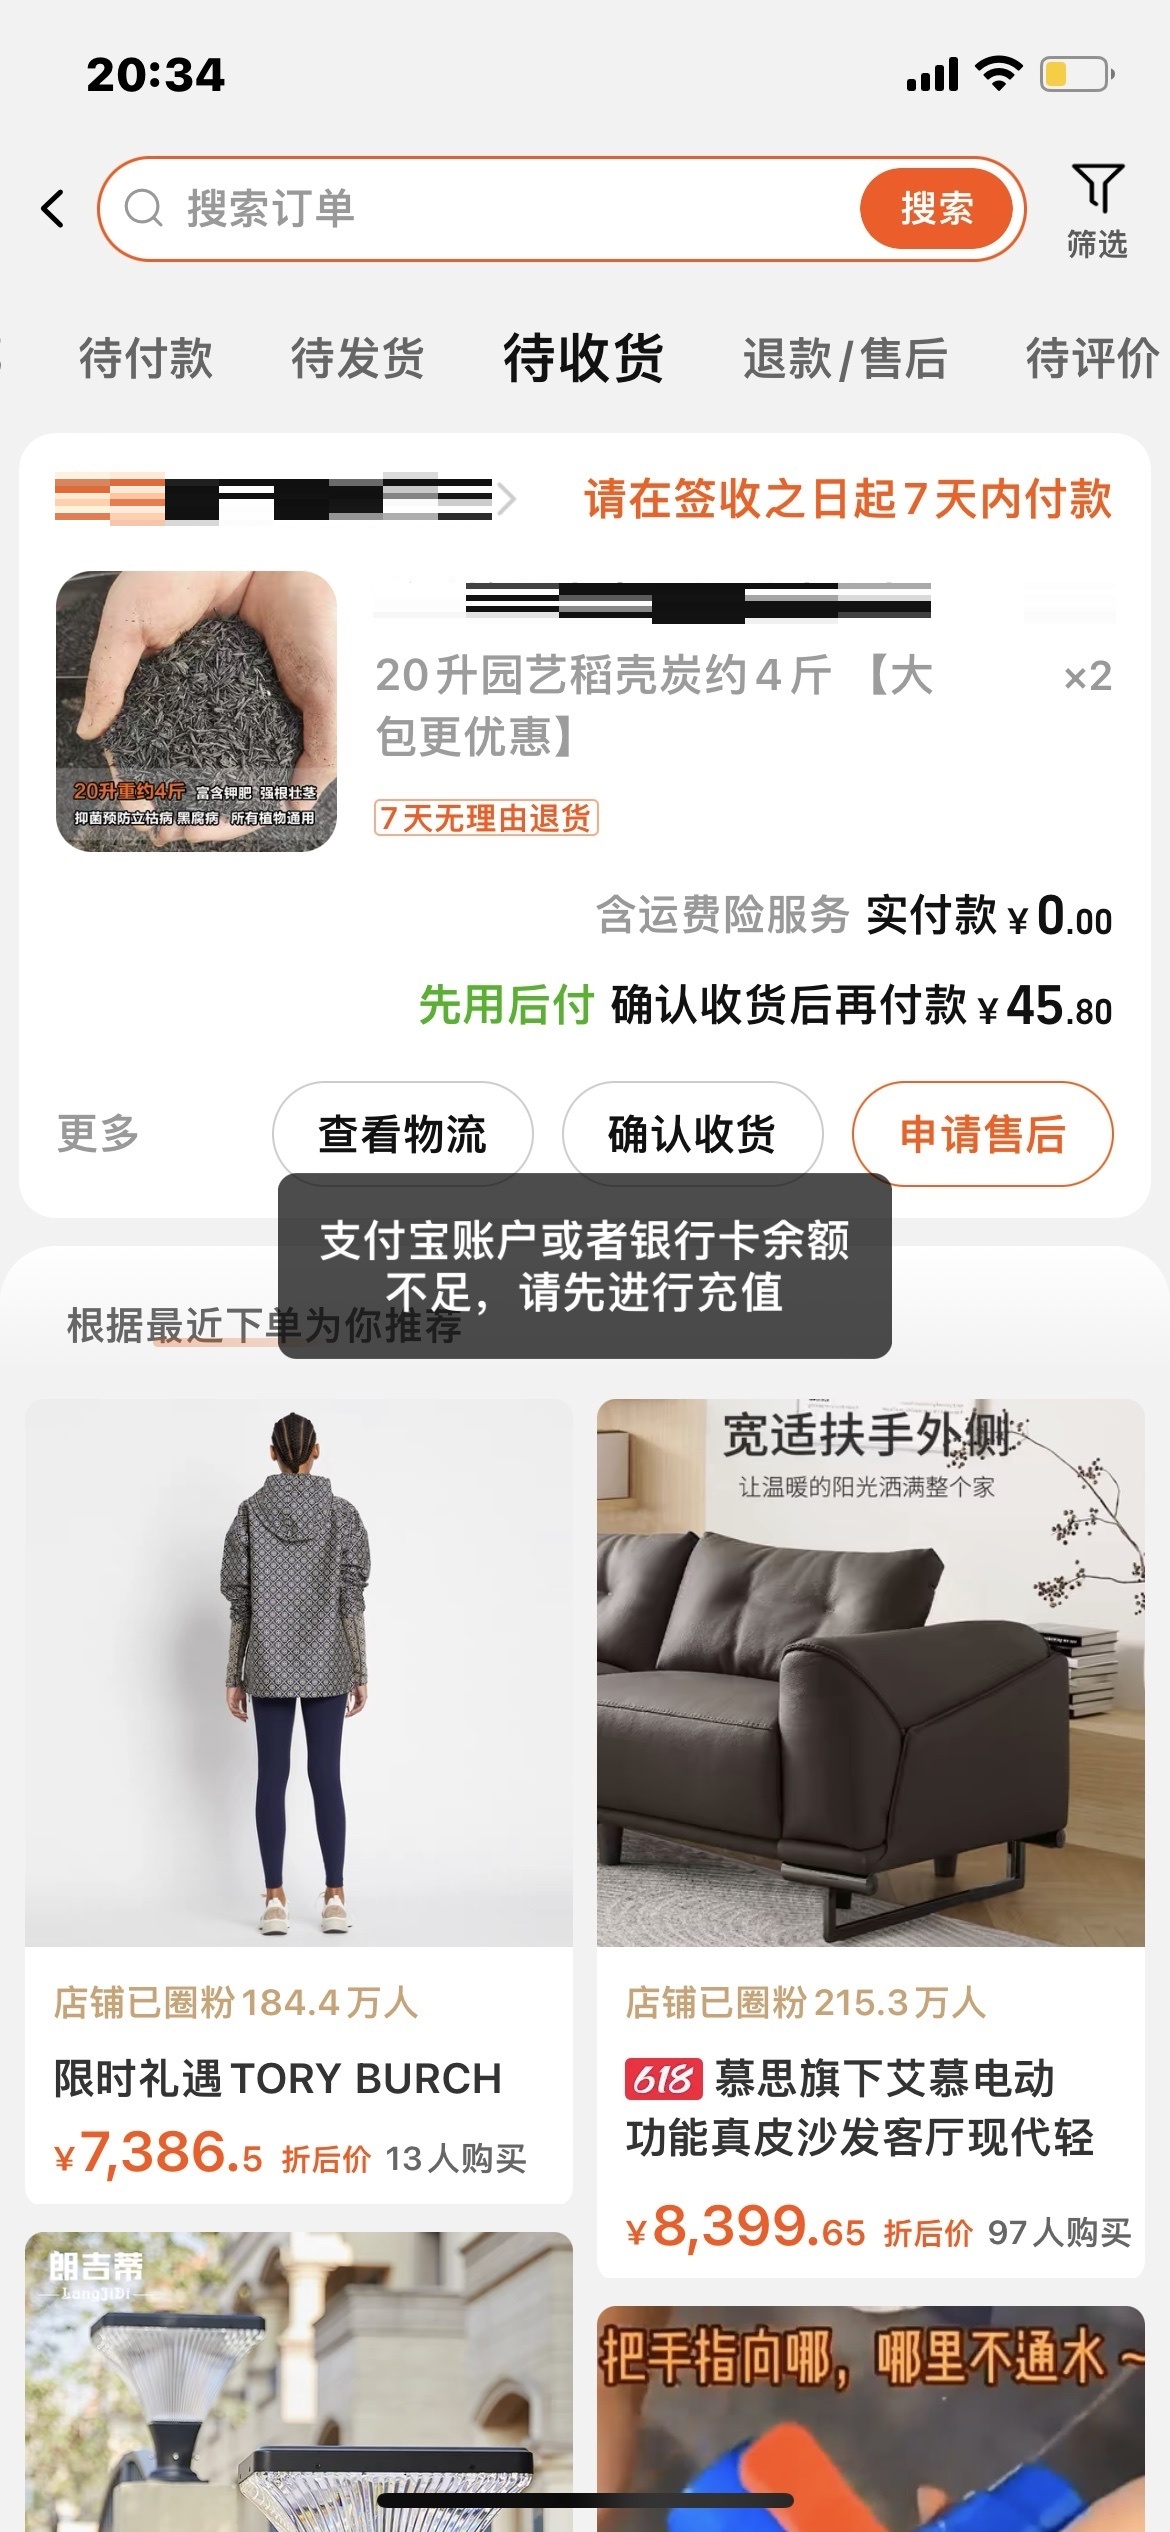 20:34
搜索订单
搜索
筛选
待付款
待发货
待收货
退款/售后
待评价
请在签收之日起7天内付款
20升园艺稻壳炭约4斤 【大
包更优惠】
×2
20升重约4斤 富含钾肥 强根壮茎
抑菌预防立枯病 黑腐病 所有植物通用
7天无理由退货
含运费险服务 实付款 ¥0.00
先用后付 确认收货后再付款 ¥45.80
更多
查看物流
确认收货
申请售后
支付宝账户或者银行卡余额
不足，请先进行充值
根据最近下单为你推荐
店铺已圈粉184.4万人
限时礼遇TORY BURCH
¥7,386.5 折后价 13人购买
朗吉蒂
LangJiDi
宽适扶手外侧
让温暖的阳光洒满整个家
店铺已圈粉215.3万人
618 慕思旗下艾慕电动
功能真皮沙发客厅现代轻
¥8,399.65 折后价 97人购买
把手指向哪，哪里不通水~